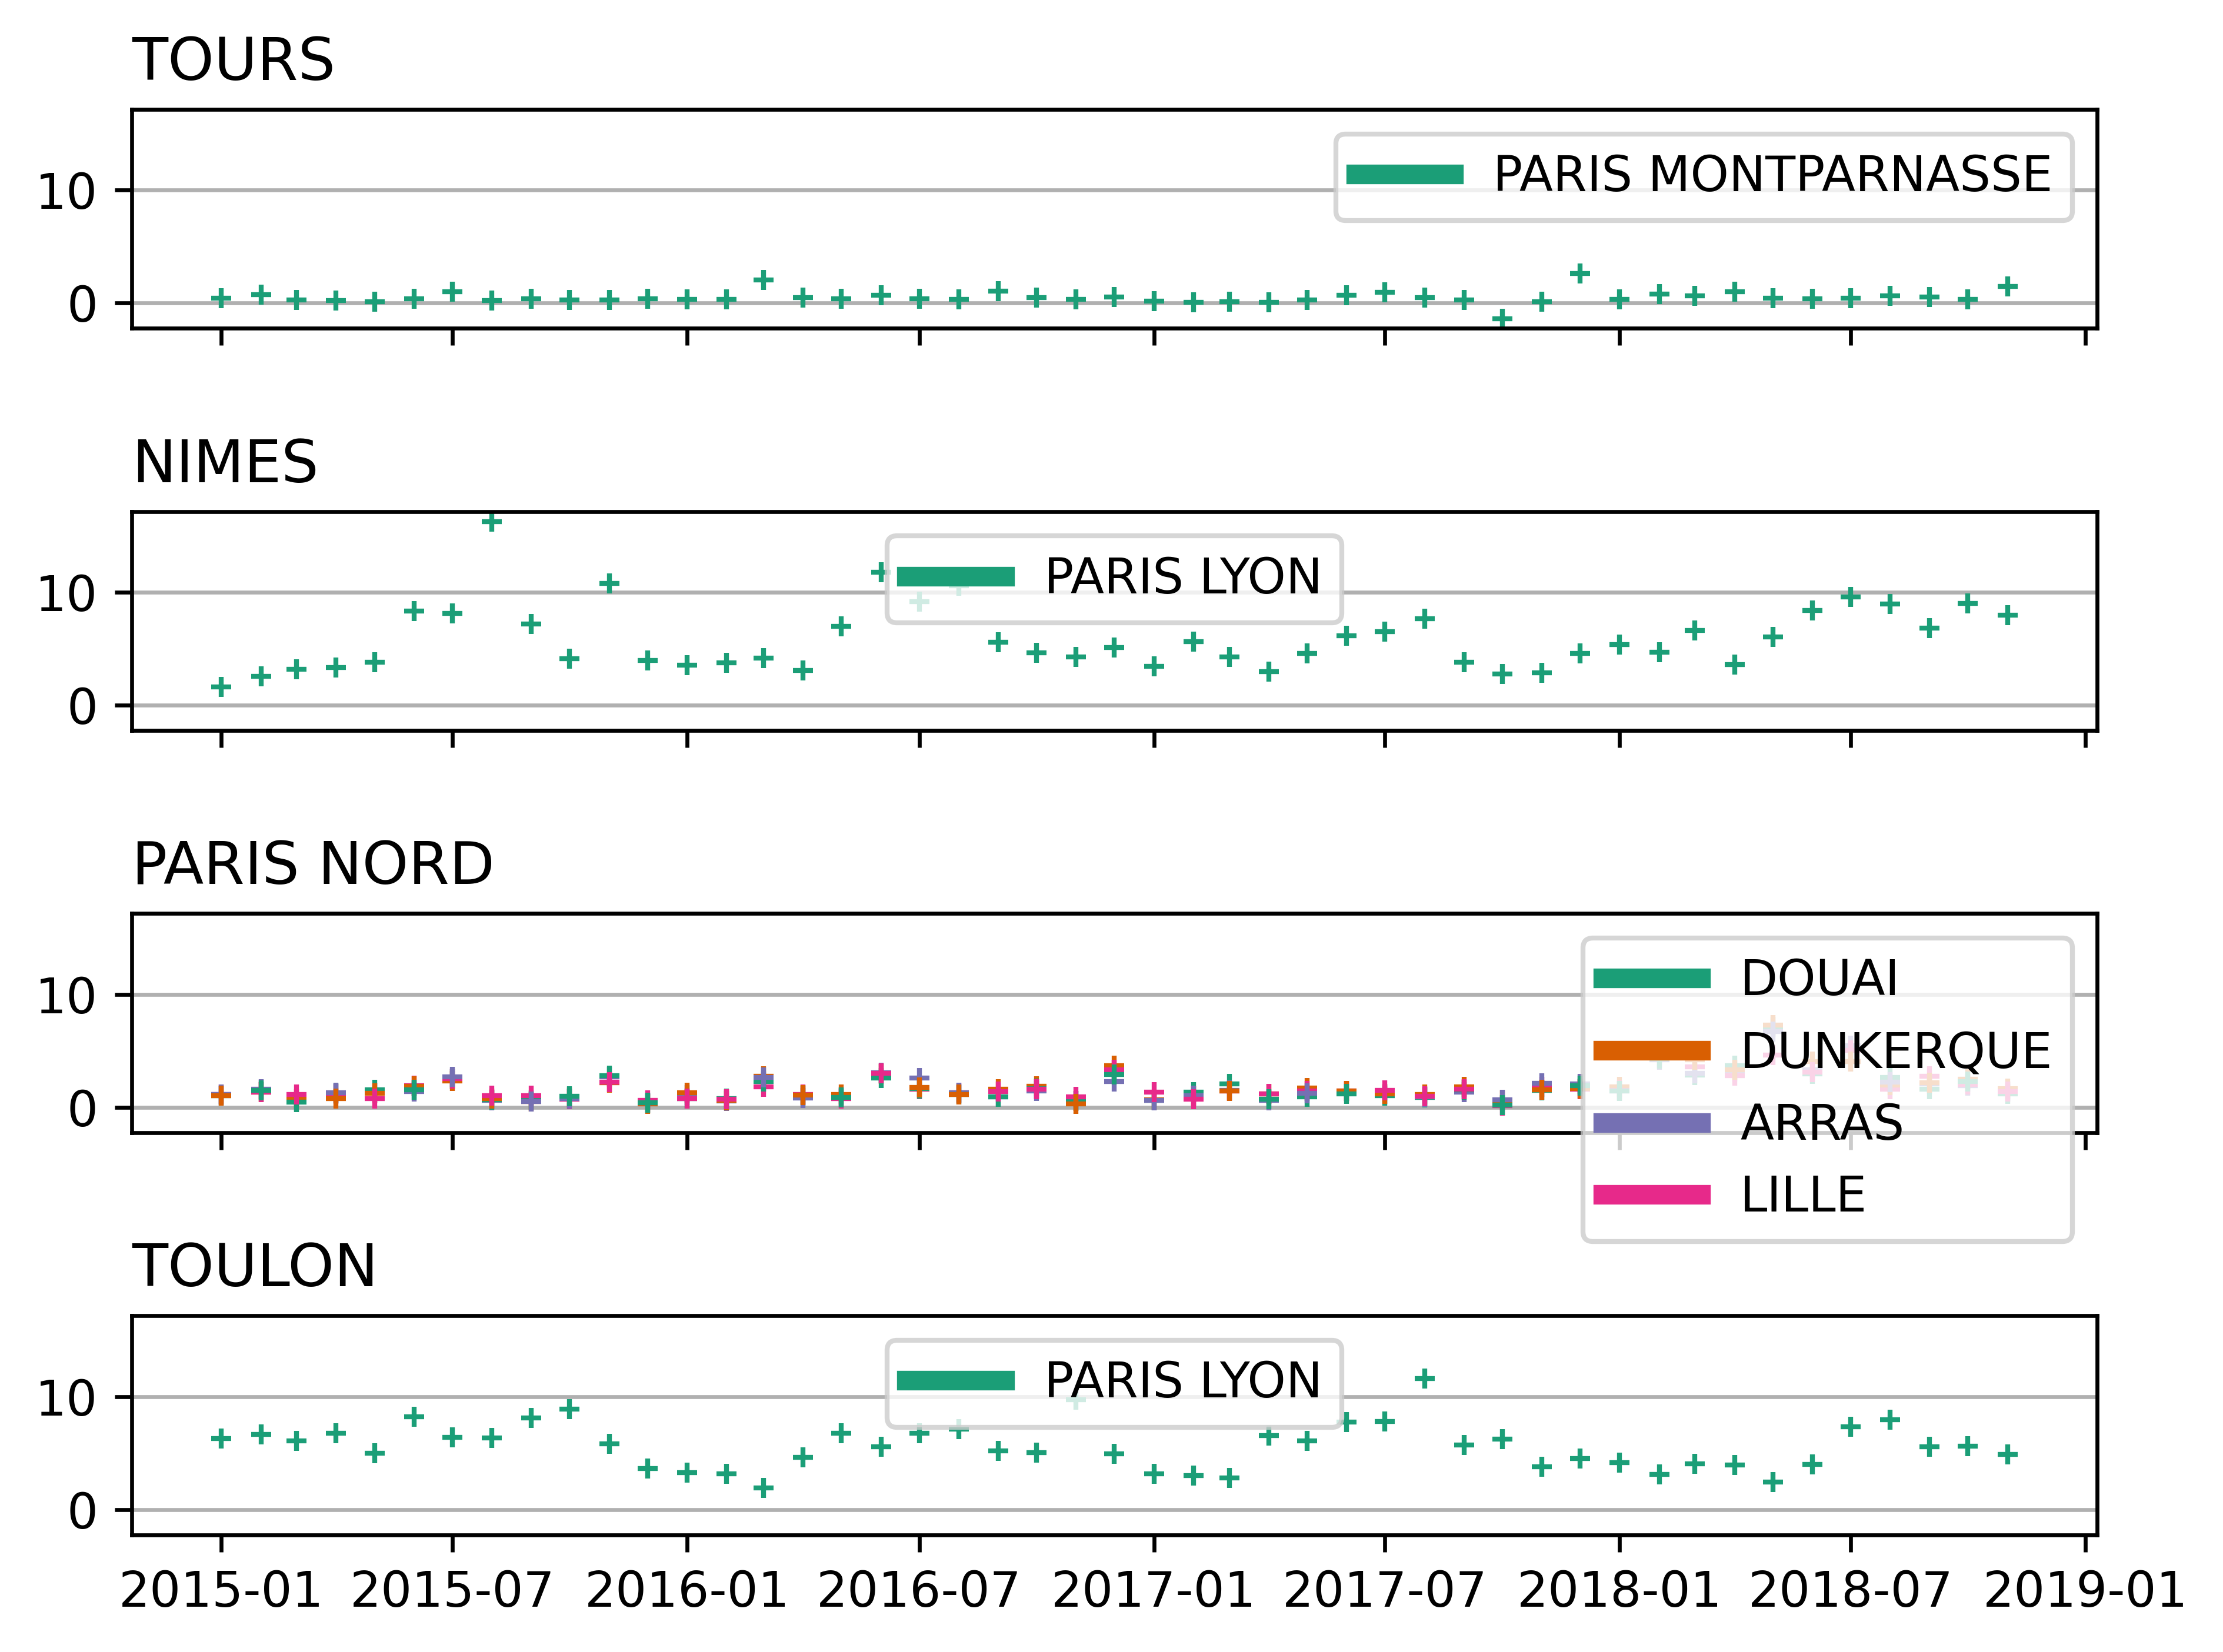 TOURS
10
0
PARIS MONTPARNASSE
NIMES
10
0
PARIS LYON
PARIS NORD
10
0
DOUAI
DUNKERQUE
ARRAS
LILLE
TOULON
10
0
PARIS LYON
2015-01 2015-07 2016-01 2016-07 2017-01 2017-07 2018-01 2018-07 2019-01